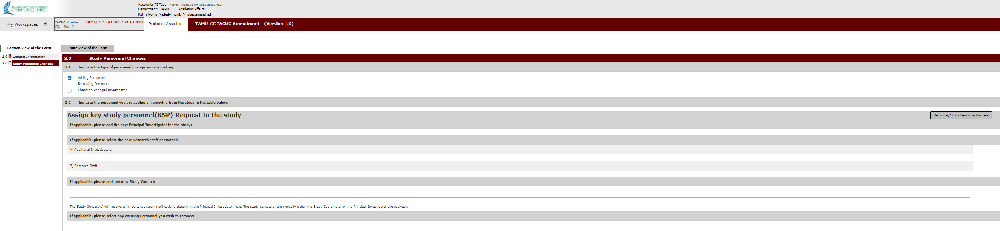 TEXAS A&M UNIVERSITY
CORPUS CHRISTI
Account: PI Test Home( You have switched accounts. )
Department: TAMU-CC - Academic Affairs
Path: Home > study mgmt. > iacuc amend list
My Workspaces
IACUC Number: TAMU-CC-IACUC-2023-0023
PI: Test, PI
Protocol Assistant
TAMU-CC IACUC Amendment - (Version 1.0)
Section view of the Form
Entire view of the Form
1.0 General Information
2.0 Study Personnel Changes
2.0 Study Personnel Changes
2.1 Indicate the type of personnel change you are making:
Adding Personnel
Removing Personnel
Changing Principal Investigator
2.2 Indicate the personnel you are adding or removing from the study in the table below:
Assign key study personnel(KSP) Request to the study
Setup Key Study Personnel Request
If applicable, please add the new Principal Investigator for the study:
If applicable, please select the new Research Staff personnel:
A) Additional Investigators
B) Research Staff
If applicable, please add any new Study Contact:
The Study Contact(s) will receive all important system notifications along with the Principal Investigator. (e.g. The study contact(s) are typically either the Study Coordinator or the Principal Investigator themselves).
If applicable, please select any existing Personnel you wish to remove: